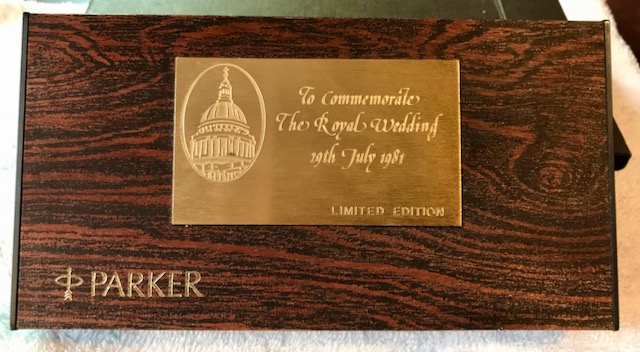 To Commemorate
The Royal Wedding
29th July 1981
LIMITED EDITION
PARKER